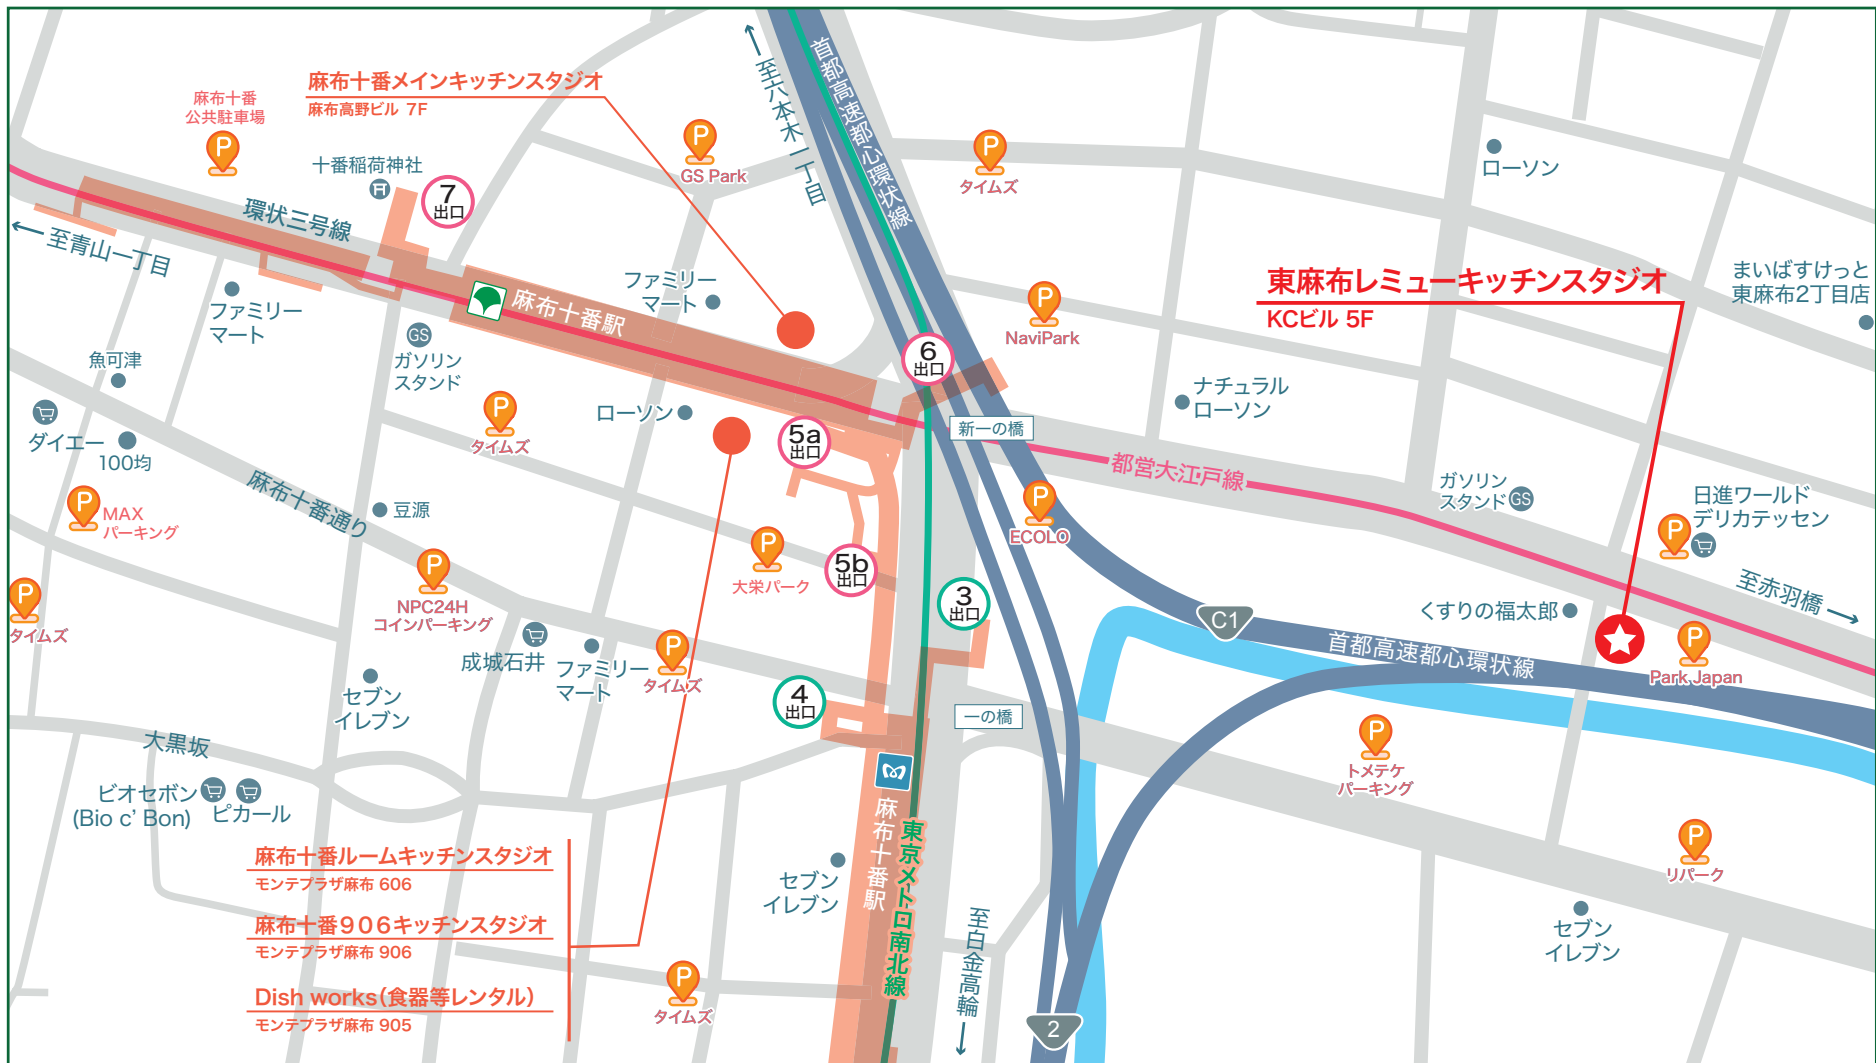 麻布十番
公共駐車場
麻布十番メインキッチンスタジオ
麻布高野ビル 7F
十番稲荷神社
7
出口
P
GS Park
至六本木一丁目
首都高速都心環状線
P
タイムズ
ローソン
環状三号線
至青山一丁目
ファミリー
マート
GS
ガソリン
スタンド
麻布十番駅
ファミリー
マート
6
出口
P
NaviPark
東麻布レミューキッチンスタジオ
KCビル 5F
まいばすけっと
東麻布2丁目店
魚可津
ダイエー
100均
P
MAX
パーキング
麻布十番通り
豆源
P
タイムズ
ローソン
5a
出口
新一の橋
ナチュラル
ローソン
都営大江戸線
P
ECOLO
ガソリン
スタンド
GS
日進ワールド
デリカテッセン
P
至赤羽橋
P
タイムズ
P
NPC24H
コインパーキング
P
大栄パーク
5b
出口
3
出口
C1
首都高速都心環状線
くすりの福太郎
P
Park Japan
成城石井
ファミリー
マート
P
タイムズ
セブン
イレブン
4
出口
一の橋
大黒坂
ビオセボン
(Bio c' Bon)
ピカール
P
トメテケ
パーキング
P
リパーク
セブン
イレブン
麻布十番駅
東京メトロ南北線
セブン
イレブン
至白金高輪
2
P
タイムズ
麻布十番ルームキッチンスタジオ
モンテプラザ麻布 606
麻布十番906キッチンスタジオ
モンテプラザ麻布 906
Dish works(食器等レンタル)
モンテプラザ麻布 905
P